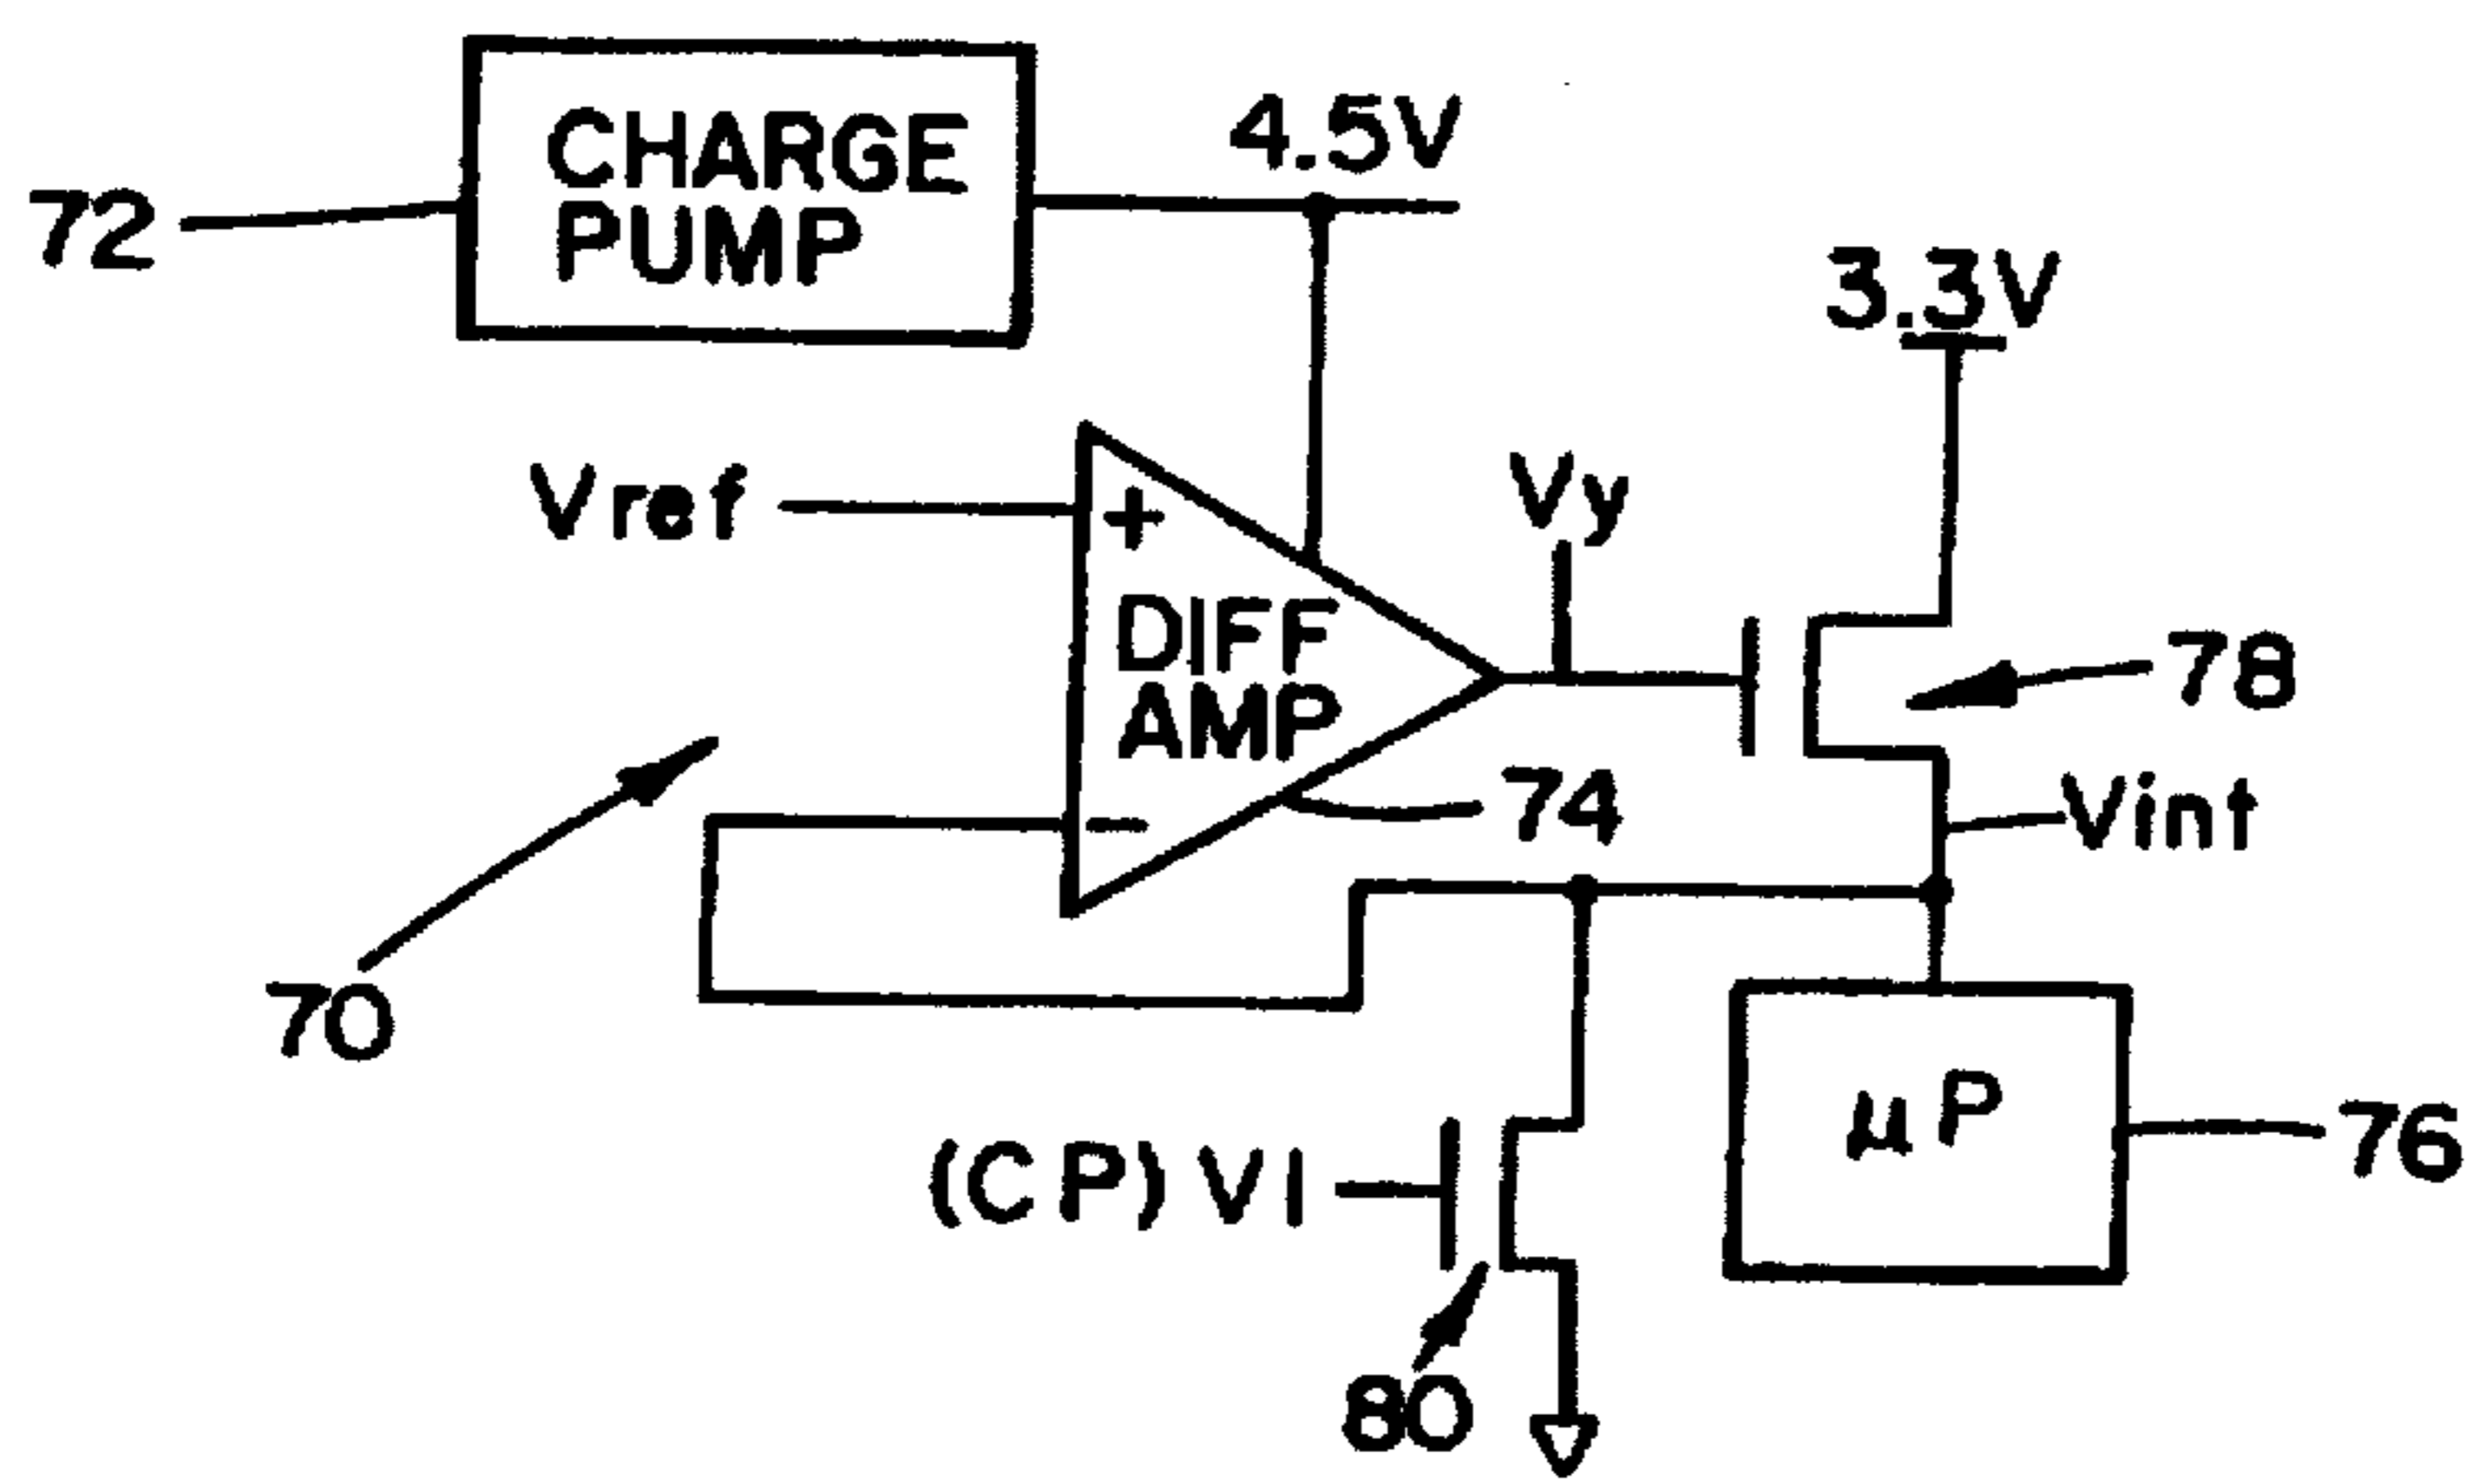 72
CHARGE
PUMP
4.5V
3.3V
Vref
+
Vy
DIFF
AMP
78
-
74
Vint
70
(CP) VI
μP
76
80